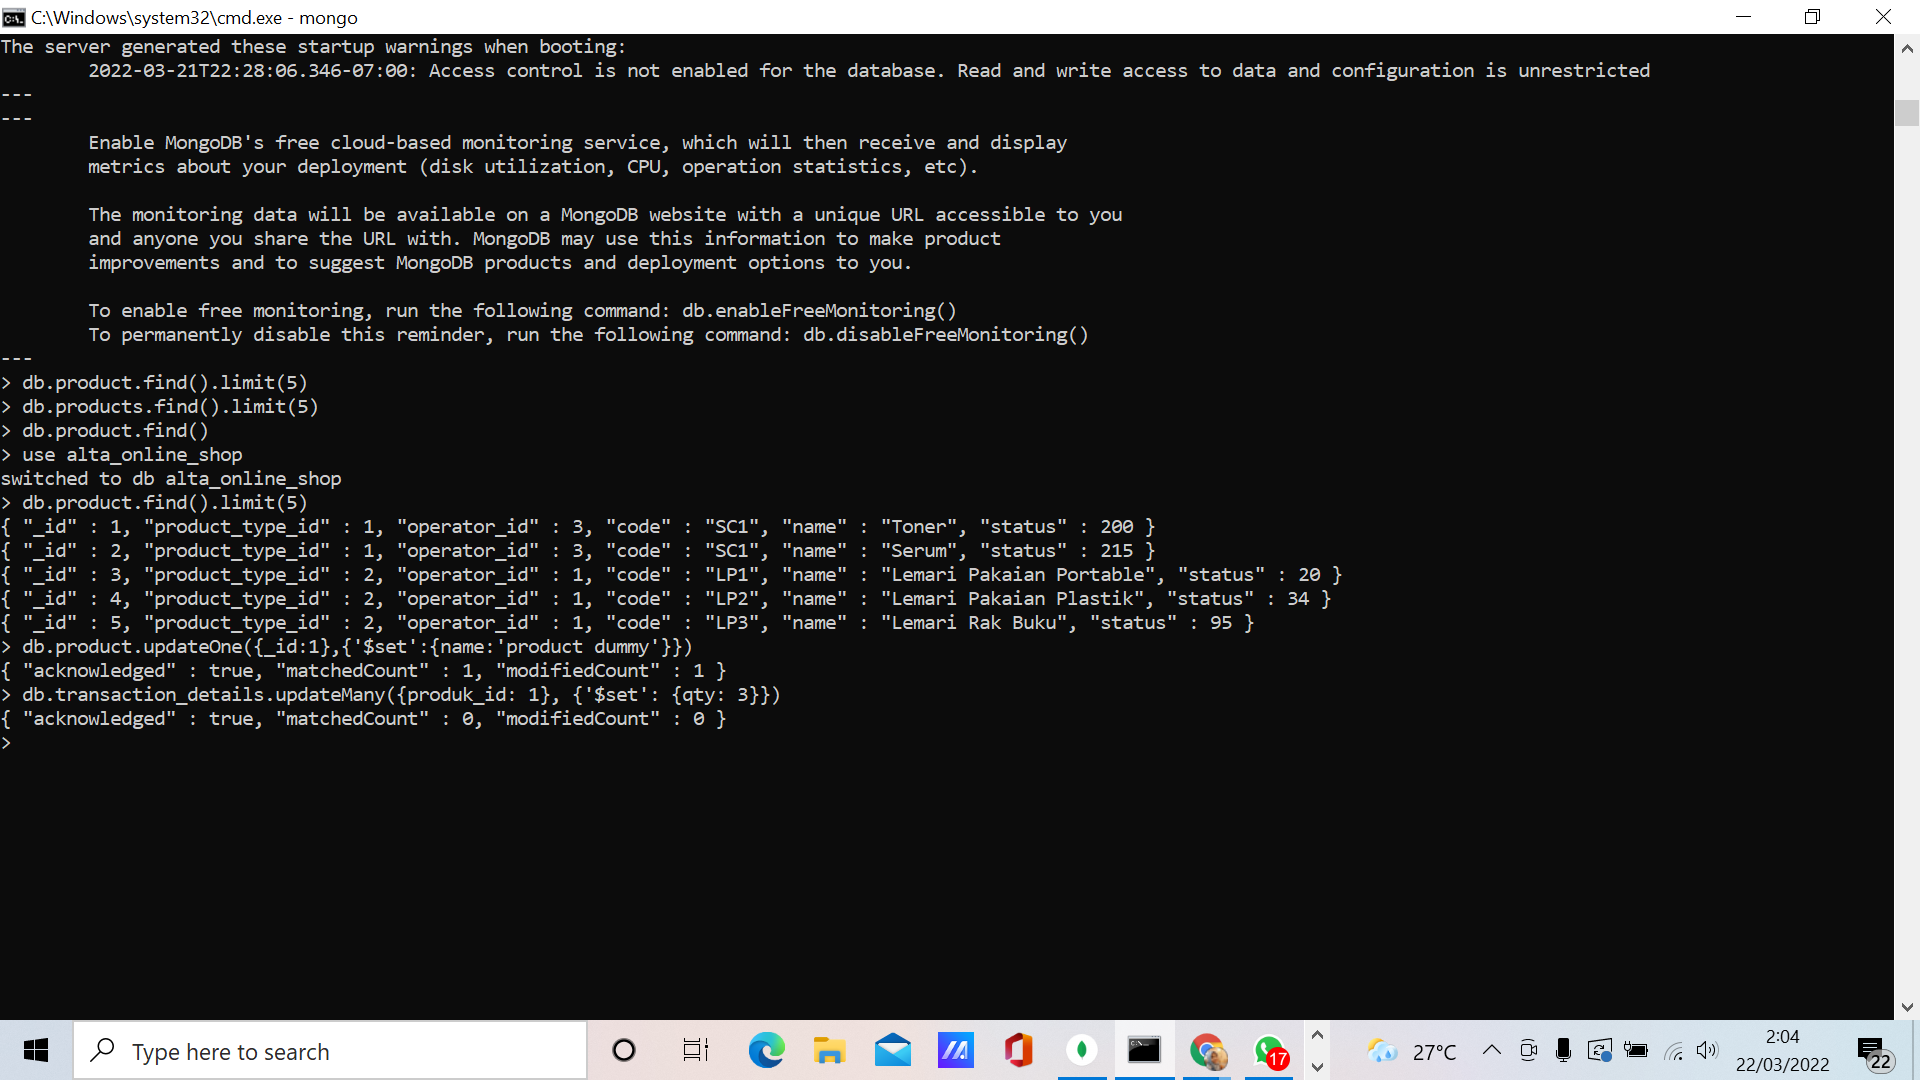 C:\Windows\system32\cmd.exe - mongo
The server generated these startup warnings when booting:
        2022-03-21T22:28:06.346-07:00: Access control is not enabled for the database. Read and write access to data and configuration is unrestricted
---
---
        Enable MongoDB's free cloud-based monitoring service, which will then receive and display
        metrics about your deployment (disk utilization, CPU, operation statistics, etc).

        The monitoring data will be available on a MongoDB website with a unique URL accessible to you
        and anyone you share the URL with. MongoDB may use this information to make product
        improvements and to suggest MongoDB products and deployment options to you.

        To enable free monitoring, run the following command: db.enableFreeMonitoring()
        To permanently disable this reminder, run the following command: db.disableFreeMonitoring()
---
> db.product.find().limit(5)
> db.products.find().limit(5)
> db.product.find()
> use alta_online_shop
switched to db alta_online_shop
> db.product.find().limit(5)
{ "_id" : 1, "product_type_id" : 1, "operator_id" : 3, "code" : "SC1", "name" : "Toner", "status" : 200 }
{ "_id" : 2, "product_type_id" : 1, "operator_id" : 3, "code" : "SC1", "name" : "Serum", "status" : 215 }
{ "_id" : 3, "product_type_id" : 2, "operator_id" : 1, "code" : "LP1", "name" : "Lemari Pakaian Portable", "status" : 20 }
{ "_id" : 4, "product_type_id" : 2, "operator_id" : 1, "code" : "LP2", "name" : "Lemari Pakaian Plastik", "status" : 34 }
{ "_id" : 5, "product_type_id" : 2, "operator_id" : 1, "code" : "LP3", "name" : "Lemari Rak Buku", "status" : 95 }
> db.product.updateOne({_id:1},{'$set':{name:'product dummy'}})
{ "acknowledged" : true, "matchedCount" : 1, "modifiedCount" : 1 }
> db.transaction_details.updateMany({produk_id: 1}, {'$set': {qty: 3}})
{ "acknowledged" : true, "matchedCount" : 0, "modifiedCount" : 0 }
>
Type here to search
17
27°C
2:04
22/03/2022
22